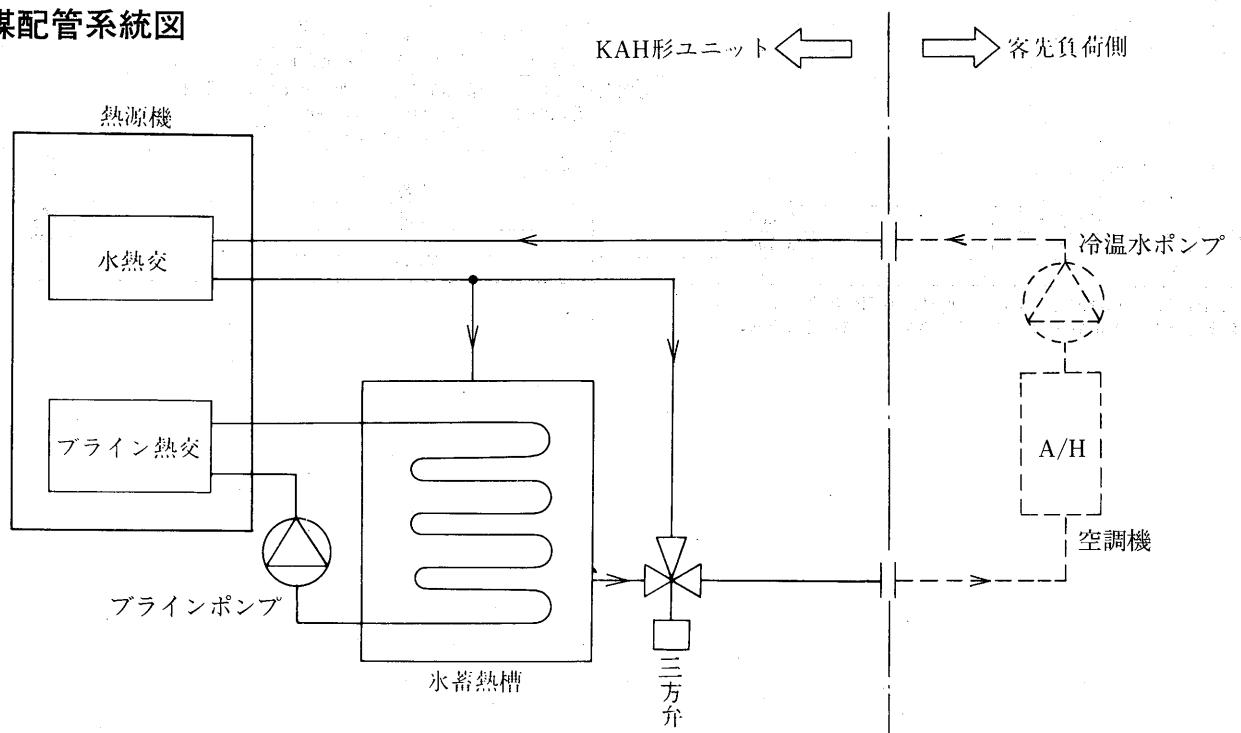 媒配管系統図
KAH形ユニット
客先負荷側
熱源機
水熱交
冷温水ポンプ
ブライン熱交
A/H
空調機
ブラインポンプ
氷蓄熱槽
三方弁